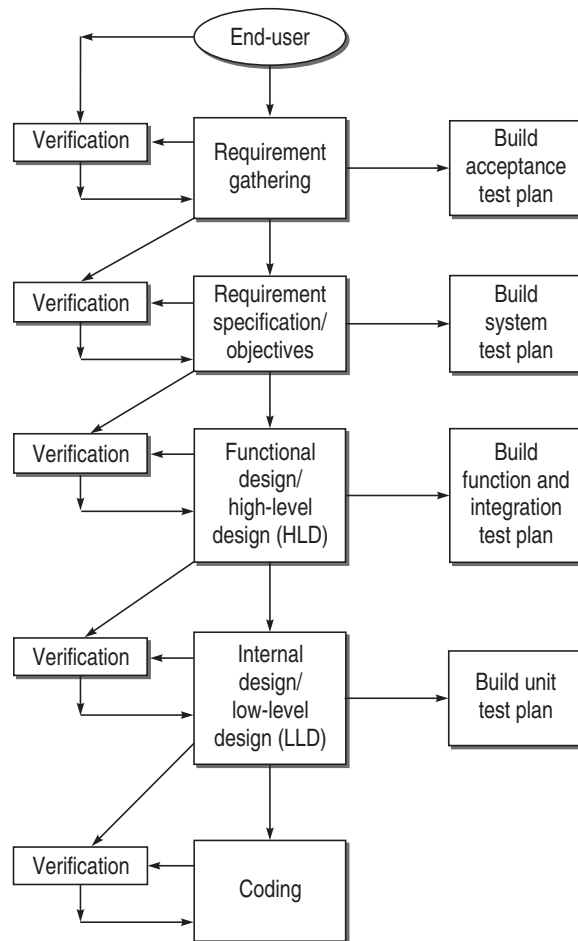 End-user
Verification
Requirement
gathering
Build
acceptance
test plan
Verification
Requirement
specification/
objectives
Build
system
test plan
Verification
Functional
design/
high-level
design (HLD)
Build
function and
integration
test plan
Verification
Internal
design/
low-level
design (LLD)
Build unit
test plan
Verification
Coding